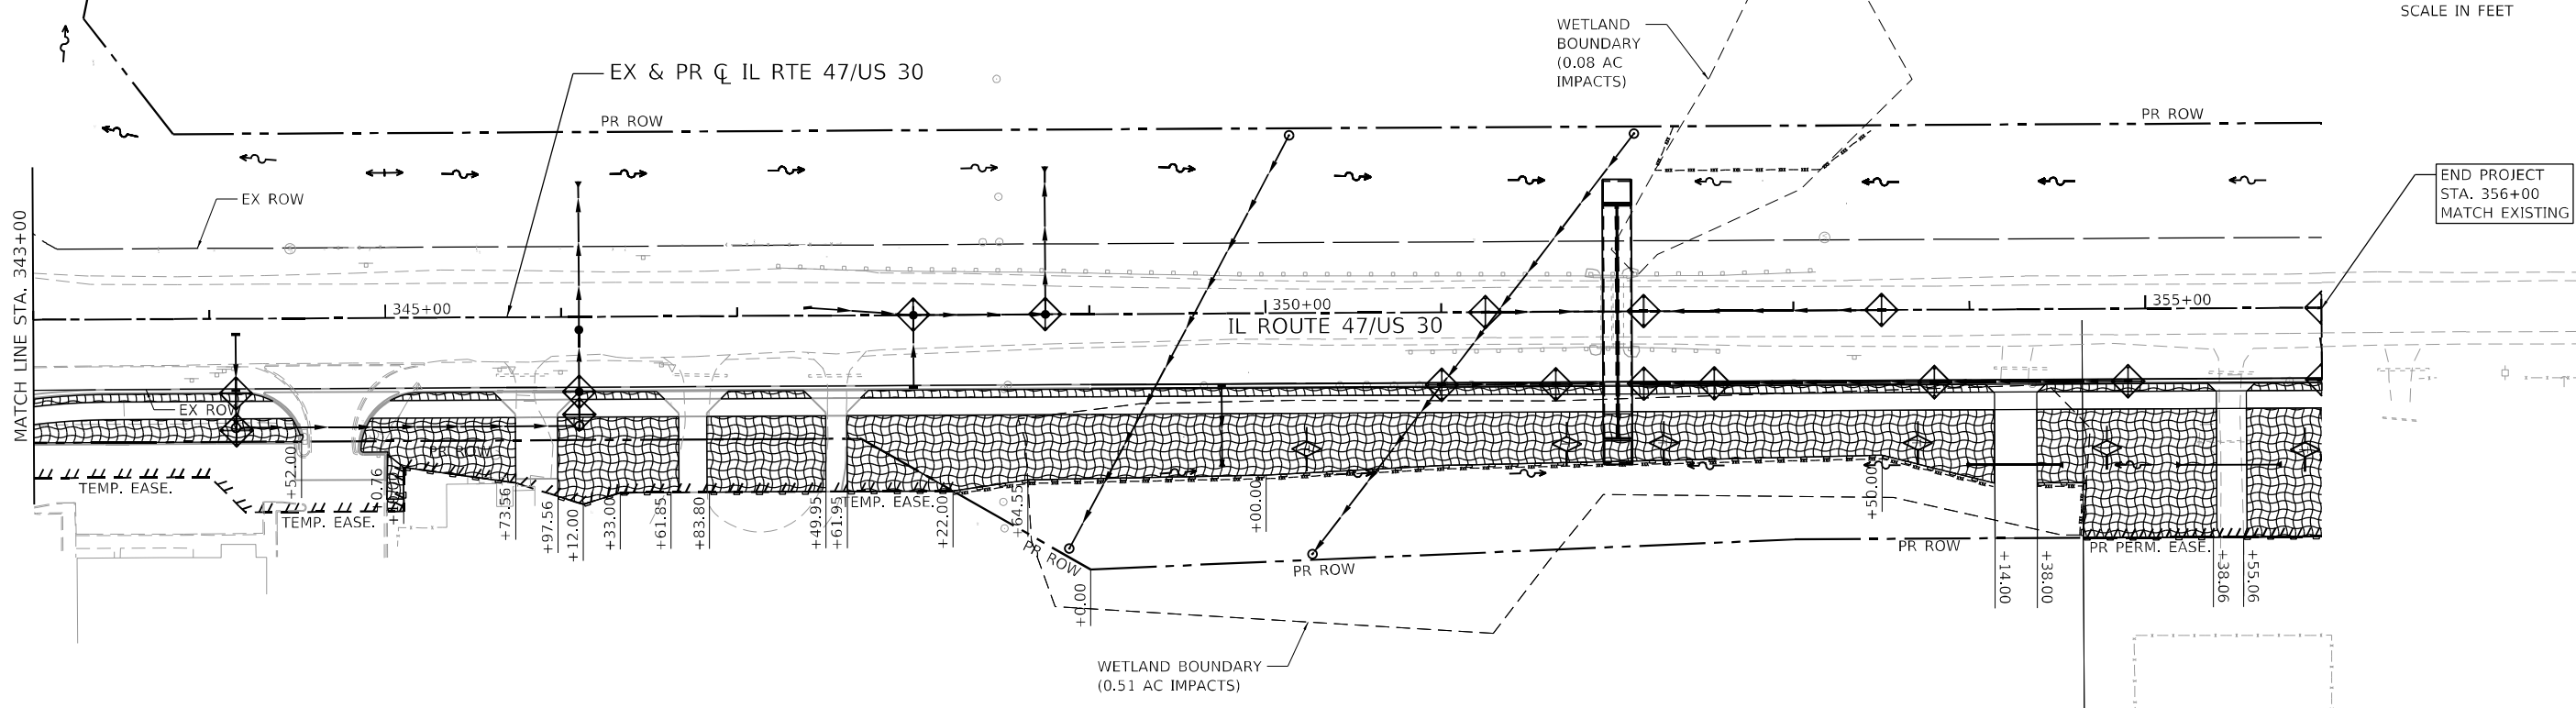 SCALE IN FEET
WETLAND
BOUNDARY
(0.08 AC
IMPACTS)
EX & PR ℄ IL RTE 47/US 30
PR ROW
PR ROW
END PROJECT
STA. 356+00
MATCH EXISTING
EX ROW
MATCH LINE STA. 343+00
345+00
350+00
355+00
IL ROUTE 47/US 30
EX ROW
PR ROW
TEMP. EASE.
TEMP. EASE.
TEMP. EASE.
+52.00
+0.76
+73.56
+97.56
+12.00
+33.00
+61.85
+83.80
+49.95
+61.95
+22.00
+64.55
+0.00
+00.00
+50.00
+14.00
+38.00
+38.06
+55.06
PR ROW
PR ROW
PR ROW
PR PERM. EASE.
WETLAND BOUNDARY
(0.51 AC IMPACTS)